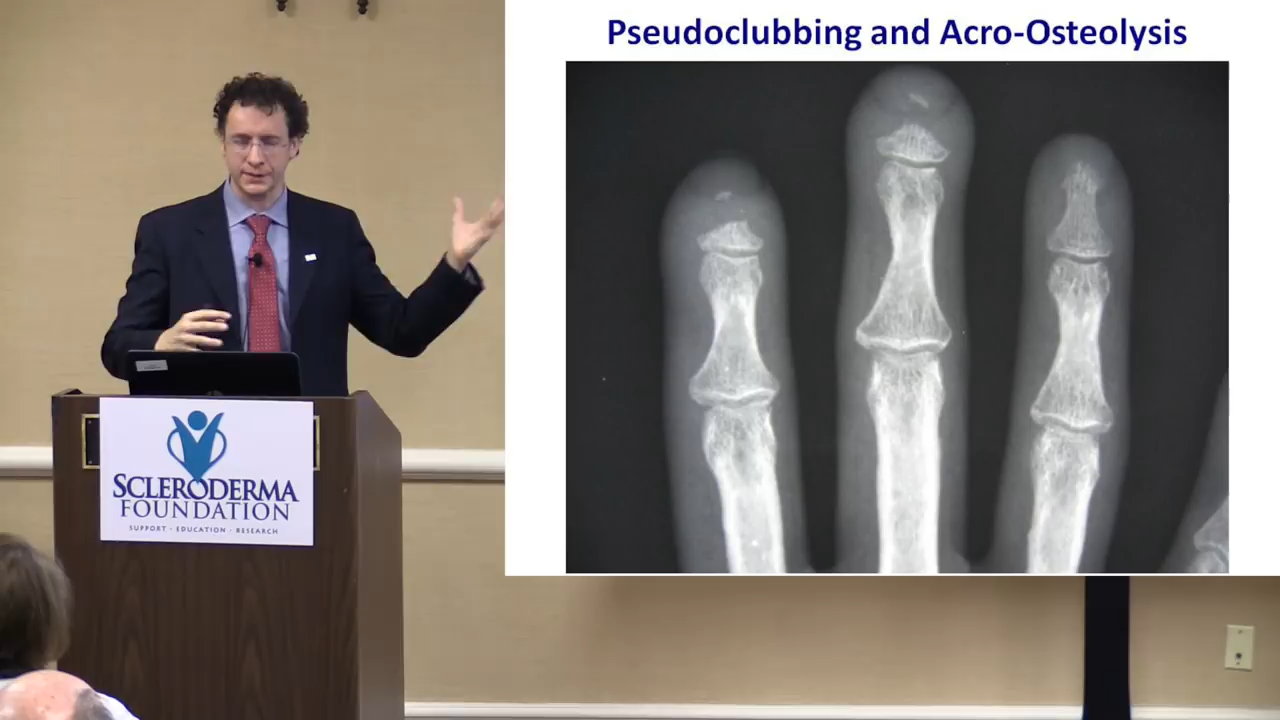 Pseudoclubbing and Acro-Osteolysis
SCLERODERMA
FOUNDATION
SUPPORT · EDUCATION · RESEARCH